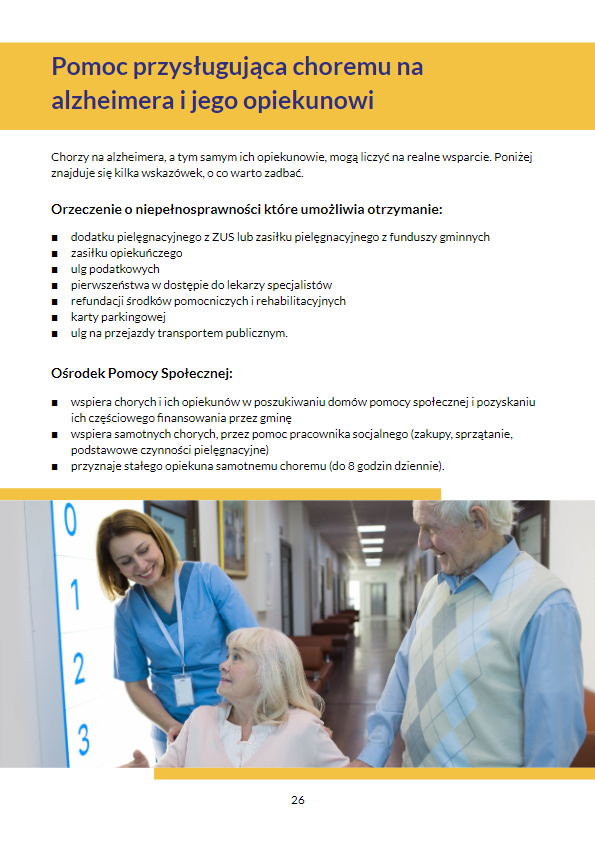 Pomoc przysługująca choremu na
alzheimera i jego opiekunowi
Chorzy na alzheimera, a tym samym ich opiekunowie, mogą liczyć na realne wsparcie. Poniżej
znajduje się kilka wskazówek, o co warto zadbać.
Orzeczenie o niepełnosprawności które umożliwia otrzymanie:
■ dodatku pielęgnacyjnego z ZUS lub zasiłku pielęgnacyjnego z funduszy gminnych
■ zasiłku opiekuńczego
■ ulg podatkowych
■ pierwszeństwa w dostępie do lekarzy specjalistów
■ refundacji środków pomocniczych i rehabilitacyjnych
■ karty parkingowej
■ ulg na przejazdy transportem publicznym.
Ośrodek Pomocy Społecznej:
■ wspiera chorych i ich opiekunów w poszukiwaniu domów pomocy społecznej i pozyskaniu
ich częściowego finansowania przez gminę
■ wspiera samotnych chorych, przez pomoc pracownika socjalnego (zakupy, sprzątanie,
podstawowe czynności pielęgnacyjne)
■ przyznaje stałego opiekuna samotnemu choremu (do 8 godzin dziennie).
0
1
2
3
26